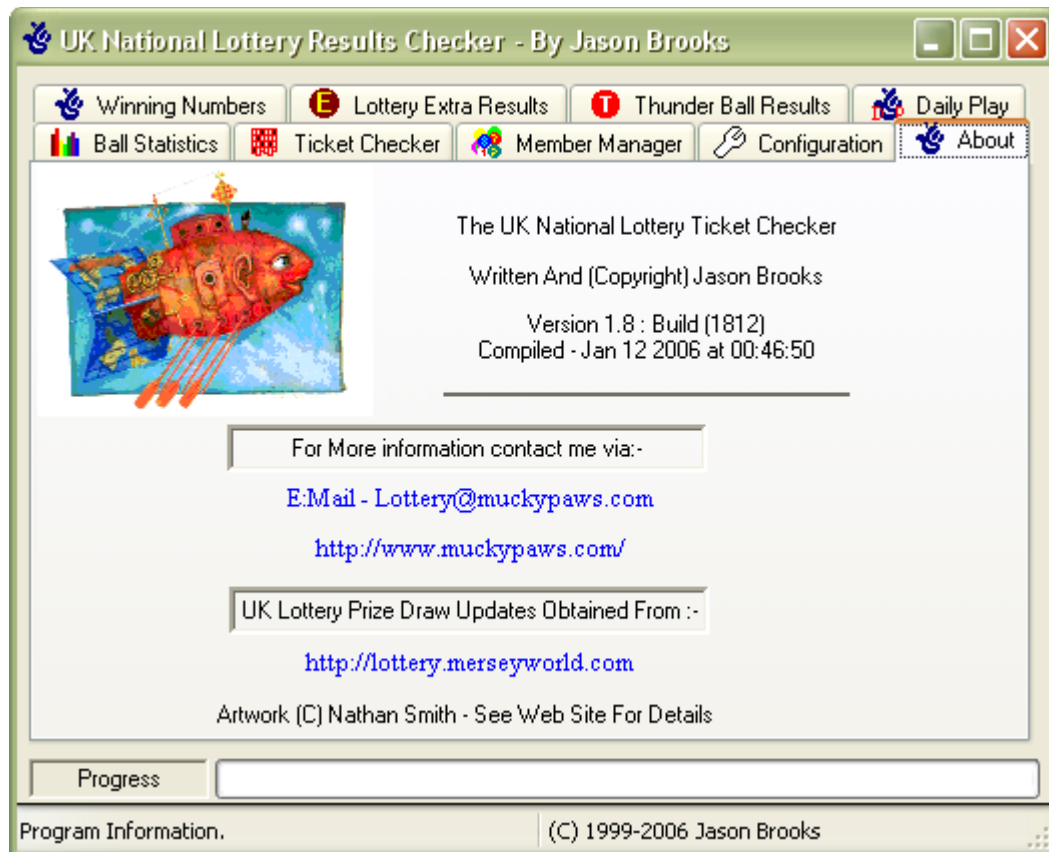 UK National Lottery Results Checker - By Jason Brooks
Winning Numbers
E Lottery Extra Results
T Thunder Ball Results
Daily Play
Ball Statistics
Ticket Checker
Member Manager
Configuration
About
The UK National Lottery Ticket Checker
Written And (Copyright) Jason Brooks
Version 1.8 : Build (1812)
Compiled - Jan 12 2006 at 00:46:50
For More information contact me via:-
E:Mail - Lottery@muckypaws.com
http://www.muckypaws.com/
UK Lottery Prize Draw Updates Obtained From :-
http://lottery.merseyworld.com
Artwork (C) Nathan Smith - See Web Site For Details
Progress
Program Information.
(C) 1999-2006 Jason Brooks